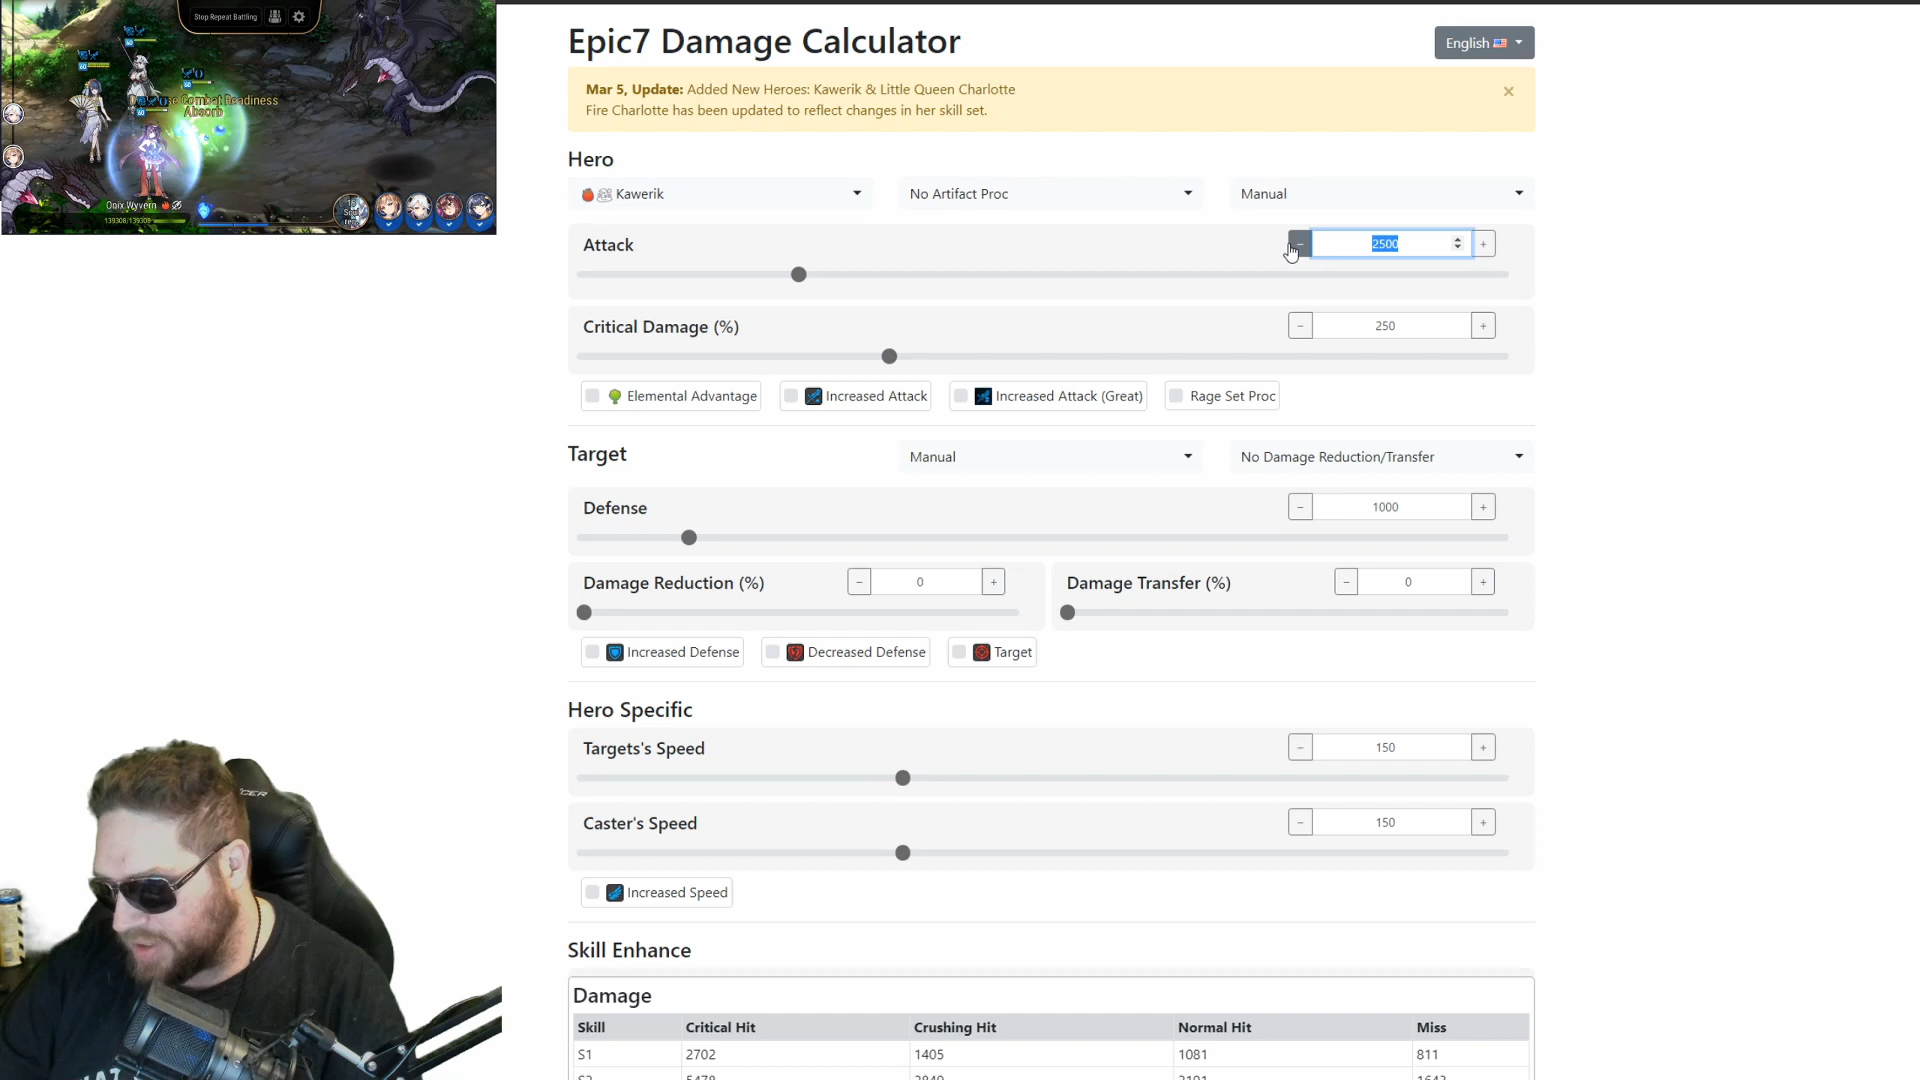 Stop Repeat Battling
Combat Readiness
Absorb
Onix Wyvern
139308/139308
Epic7 Damage Calculator
English
Mar 5, Update: Added New Heroes: Kawerik & Little Queen Charlotte
Fire Charlotte has been updated to reflect changes in her skill set.
×
Hero
Kawerik
No Artifact Proc
Manual
Attack
− 2500 +
Critical Damage (%)
− 250 +
Elemental Advantage
Increased Attack
Increased Attack (Great)
Rage Set Proc
Target
Manual
No Damage Reduction/Transfer
Defense
− 1000 +
Damage Reduction (%)
− 0 +
Damage Transfer (%)
− 0 +
Increased Defense
Decreased Defense
Target
Hero Specific
Targets's Speed
− 150 +
Caster's Speed
− 150 +
Increased Speed
Skill Enhance
Damage
Skill Critical Hit Crushing Hit Normal Hit Miss
S1 2702 1405 1081 811